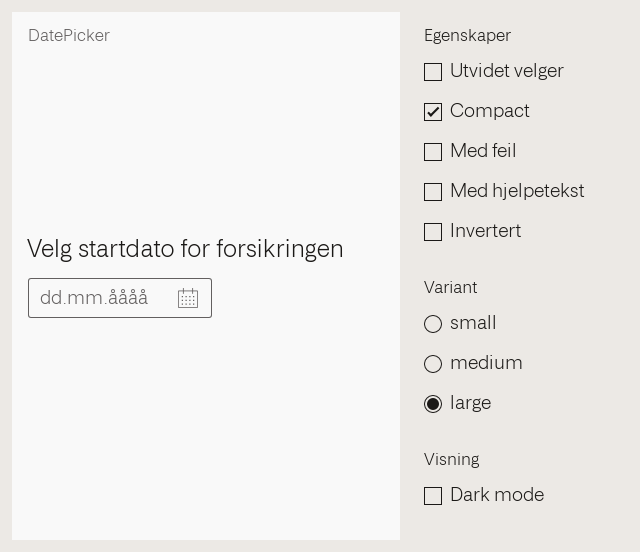 DatePicker
Velg startdato for forsikringen
dd.mm.åååå
Egenskaper
Utvidet velger
Compact
Med feil
Med hjelpetekst
Invertert
Variant
small
medium
large
Visning
Dark mode